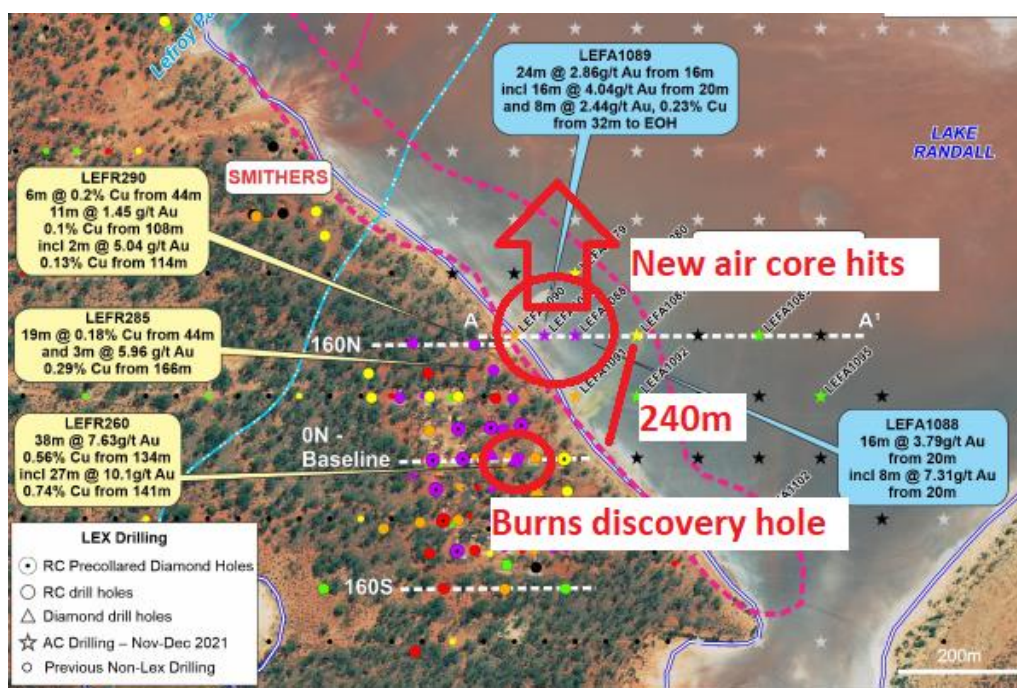 Lefroy
LEFA1089
24m @ 2.86g/t Au from 16m
incl 16m @ 4.04g/t Au from 20m
and 8m @ 2.44g/t Au, 0.23% Cu
from 32m to EOH
LAKE
RANDALL
SMITHERS
LEFR290
6m @ 0.2% Cu from 44m
11m @ 1.45 g/t Au
0.1% Cu from 108m
incl 2m @ 5.04 g/t Au
0.13% Cu from 114m
New air core hits
LEFA1090
LEFA1088
A
A¹
160N
LEFR285
19m @ 0.18% Cu from 44m
and 3m @ 5.96 g/t Au
0.29% Cu from 166m
LEFA1091
LEFA1092
LEFA1095
240m
0N -
Baseline
LEFR260
38m @ 7.63g/t Au
0.56% Cu from 134m
incl 27m @ 10.1g/t Au
0.74% Cu from 141m
LEFA1088
16m @ 3.79g/t Au
from 20m
incl 8m @ 7.31g/t Au
from 20m
Burns discovery hole
160S
LEX Drilling
RC Precollared Diamond Holes
RC drill holes
Diamond drill holes
AC Drilling – Nov-Dec 2021
Previous Non-Lex Drilling
200m